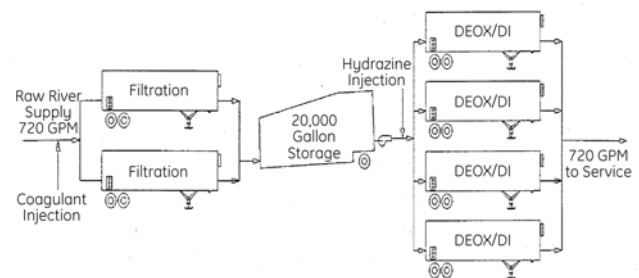 Raw River
Supply
720 GPM
Coagulant
Injection
Filtration
Filtration
20,000
Gallon
Storage
Hydrazine
Injection
DEOX/DI
DEOX/DI
DEOX/DI
DEOX/DI
720 GPM
to Service